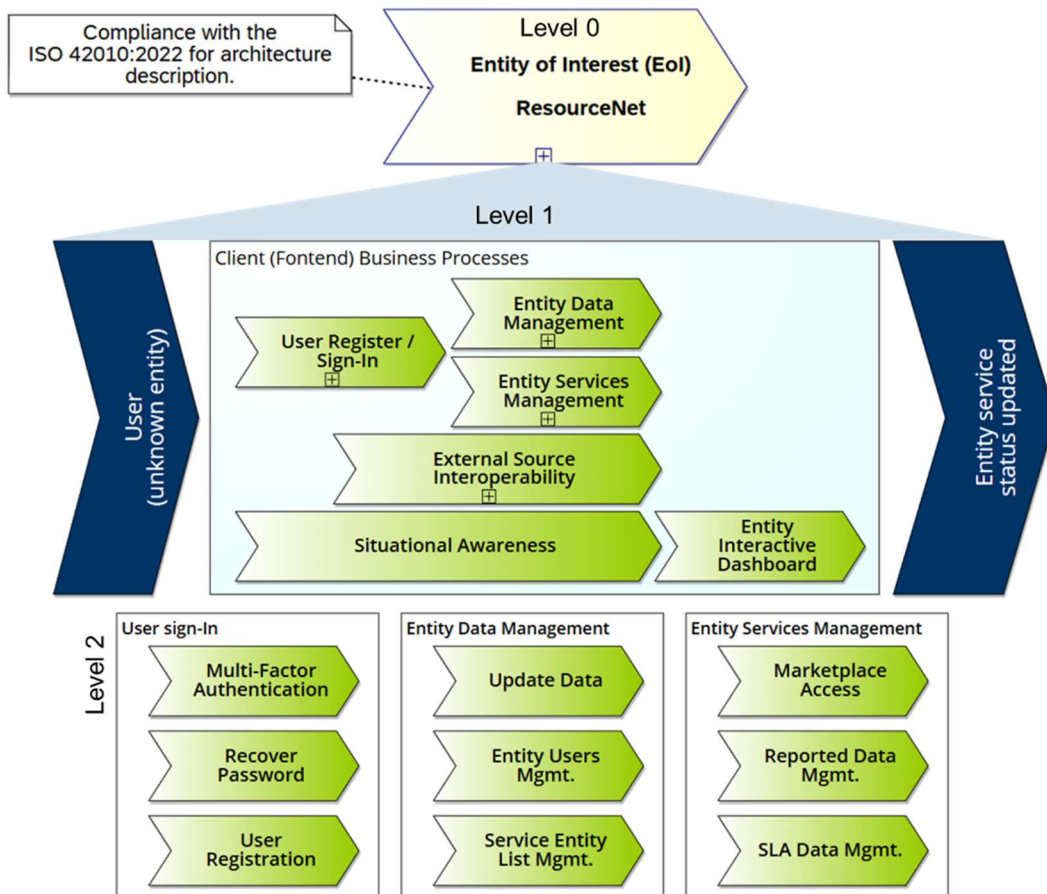 Compliance with the
ISO 42010:2022 for architecture
description.
Level 0
Entity of Interest (EoI)
ResourceNet
Level 1
User
(unknown entity)
Client (Fontend) Business Processes
User Register /
Sign-In
Entity Data
Management
Entity Services
Management
External Source
Interoperability
Situational Awareness
Entity
Interactive
Dashboard
Entity service
status updated
Level 2
User sign-In
Multi-Factor
Authentication
Recover
Password
User
Registration
Entity Data Management
Update Data
Entity Users
Mgmt.
Service Entity
List Mgmt.
Entity Services Management
Marketplace
Access
Reported Data
Mgmt.
SLA Data Mgmt.